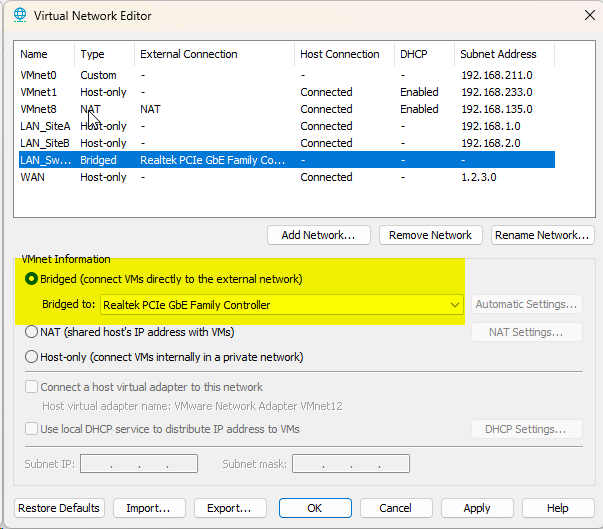 Virtual Network Editor
Name Type External Connection Host Connection DHCP Subnet Address
VMnet0 Custom - - - 192.168.211.0
VMnet1 Host-only - Connected Enabled 192.168.233.0
VMnet8 NAT NAT Connected Enabled 192.168.135.0
LAN_SiteA Host-only - Connected - 192.168.1.0
LAN_SiteB Host-only - Connected - 192.168.2.0
LAN_Sw... Bridged Realtek PCIe GbE Family Co... - - -
WAN Host-only - Connected - 1.2.3.0
Add Network... Remove Network Rename Network...
VMnet Information
Bridged (connect VMs directly to the external network)
Bridged to: Realtek PCIe GbE Family Controller Automatic Settings...
NAT (shared host's IP address with VMs) NAT Settings...
Host-only (connect VMs internally in a private network)
Connect a host virtual adapter to this network
Host virtual adapter name: VMware Network Adapter VMnet12
Use local DHCP service to distribute IP address to VMs DHCP Settings...
Subnet IP: . . . Subnet mask: . . .
Restore Defaults Import... Export... OK Cancel Apply Help